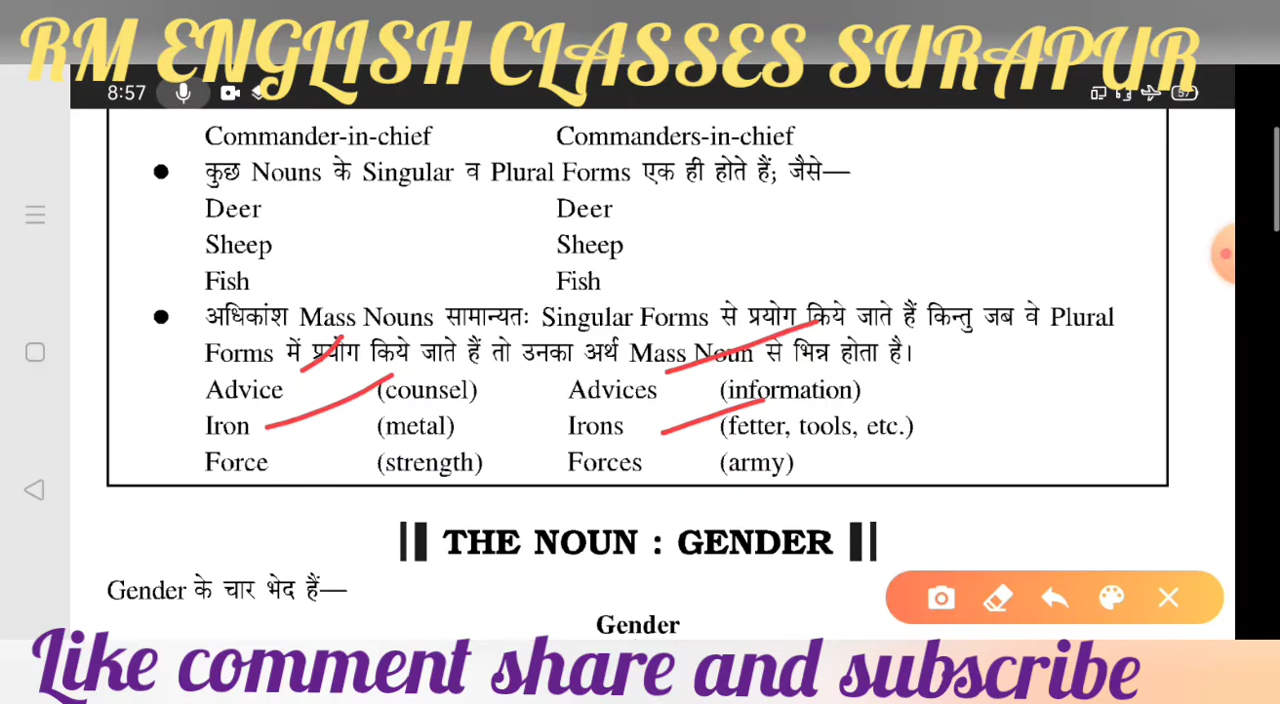 RM ENGLISH CLASSES SURAPUR
8:57
57
Commander-in-chief Commanders-in-chief
● कुछ Nouns के Singular व Plural Forms एक ही होते हैं; जैसे—
Deer Deer
Sheep Sheep
Fish Fish
● अधिकांश Mass Nouns सामान्यतः Singular Forms से प्रयोग किये जाते हैं किन्तु जब वे Plural
Forms में प्रयोग किये जाते हैं तो उनका अर्थ Mass Noun से भिन्न होता है।
Advice (counsel) Advices (information)
Iron (metal) Irons (fetter, tools, etc.)
Force (strength) Forces (army)
THE NOUN : GENDER
Gender के चार भेद हैं—
Gender
Like comment share and subscribe